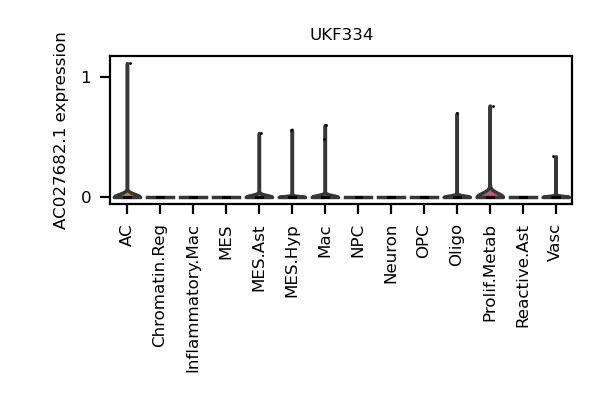 UKF334
AC027682.1 expression
1
0
AC
Chromatin.Reg
Inflammatory.Mac
MES
MES.Ast
MES.Hyp
Mac
NPC
Neuron
OPC
Oligo
Prolif.Metab
Reactive.Ast
Vasc